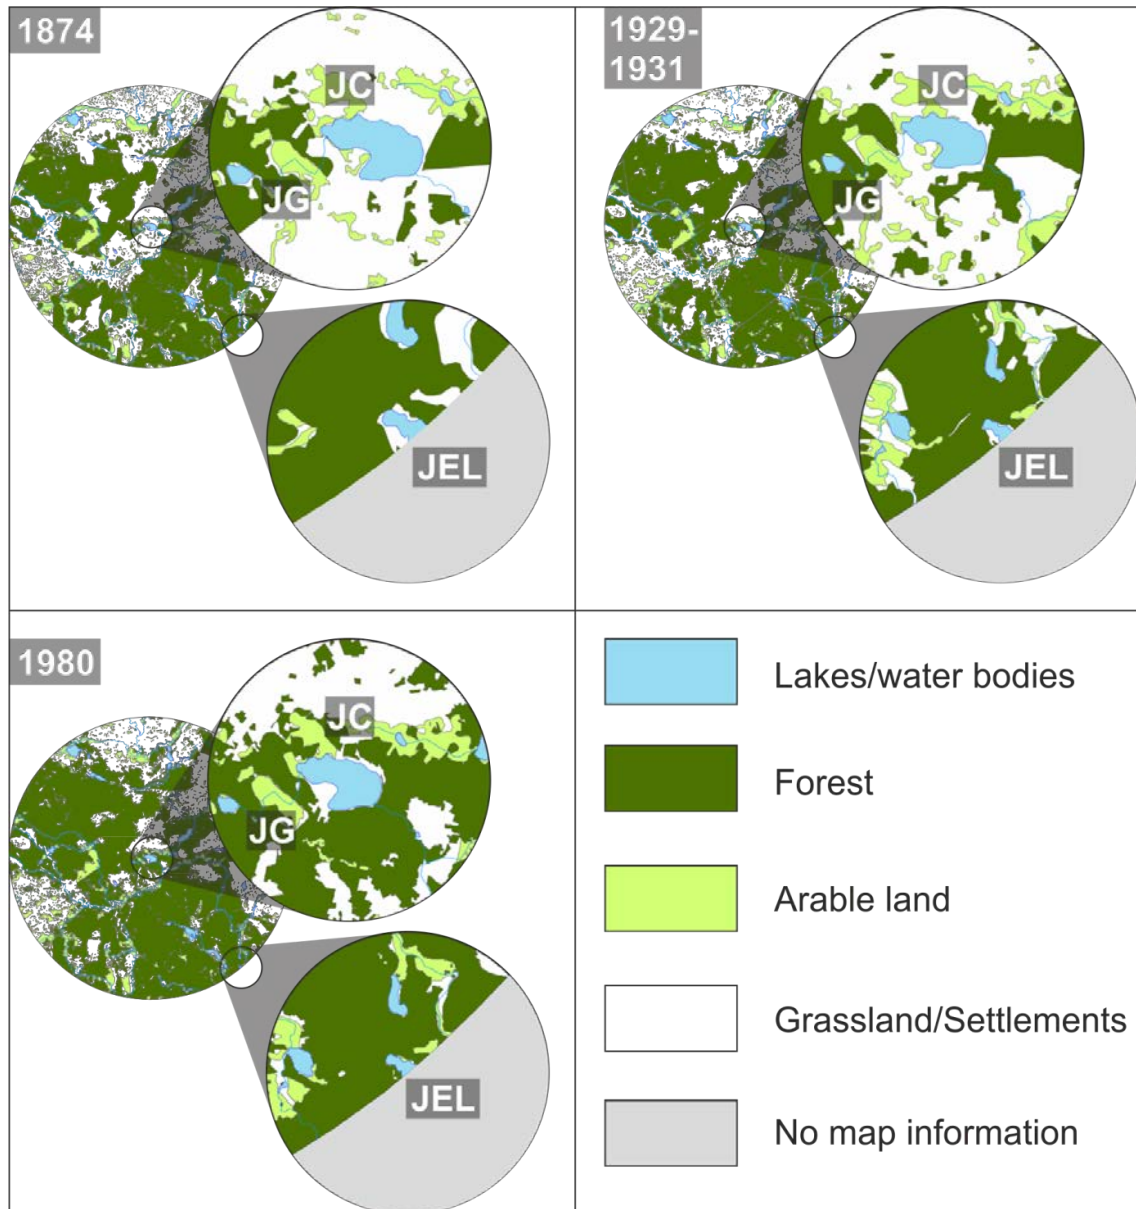 1874
JC
JG
JEL
1929-
1931
JC
JG
JEL
1980
JC
JG
JEL
Lakes/water bodies
Forest
Arable land
Grassland/Settlements
No map information